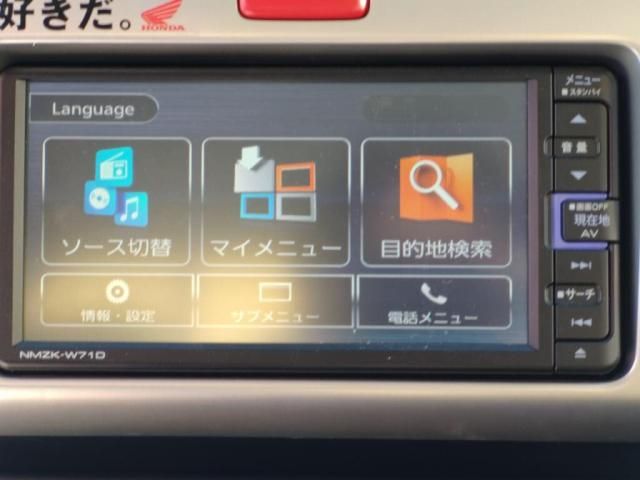 好きだ。
HONDA
Language
ソース切替
マイメニュー
目的地検索
情報・設定
サブメニュー
電話メニュー
NMZK-W71D
メニュー
■スタンバイ
音量
■画面OFF
現在地
AV
■サーチ